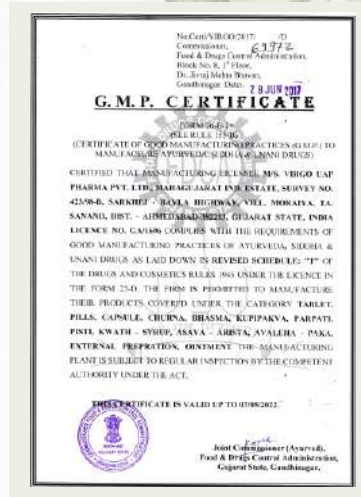 No.Certi/VIRGO/2017/ /D
Commissioner, 63972
Food & Drugs Control Administration,
Block No. 8, 1st Floor,
Dr. Jivraj Mehta Bhavan,
Gandhinagar Date: 28 JUN 2017
G. M. P. CERTIFICATE
(CERTIFICATE OF GOOD MANUFACTURING PRACTICES (G.M.P.) TO
MANUFACTURE AYURVEDA/SIDDHA & UNANI DRUGS)
CERTIFIED THAT MANUFACTURING LICENSEE M/S. VIRGO UAP
PHARMA PVT. LTD., MAHAGUJARAT IND. ESTATE, SURVEY NO.
423/98-B, SARKHEJ - BAVLA HIGHWAY, VILL. MORAIYA, TA.
SANAND, DIST. - AHMEDABAD-382213, GUJARAT STATE, INDIA
LICENCE NO. GA/1696 COMPLIES WITH THE REQUIREMENTS OF
GOOD MANUFACTURING PRACTICES OF AYURVEDA, SIDDHA &
UNANI DRUGS AS LAID DOWN IN REVISED SCHEDULE: "T" OF
THE DRUGS AND COSMETICS RULES 1945 UNDER THE LICENCE IN
THE FORM 25-D. THE FIRM IS PERMITTED TO MANUFACTURE
THEIR PRODUCTS COVERED UNDER THE CATEGORY TABLET,
PILLS, CAPSULE, CHURNA, BHASMA, KUPIPAKVA, PARPATI,
PISTI, KWATH - SYRUP, ASAVA - ARISTA, AVALEHA - PAKA,
EXTERNAL PREPRATION, OINTMENT THE MANUFACTURING
PLANT IS SUBJECT TO REGULAR INSPECTION BY THE COMPETENT
AUTHORITY UNDER THE ACT.
THIS CERTIFICATE IS VALID UP TO 07/05/2022.
Joint Commissioner (Ayurved),
Food & Drugs Control Administration,
Gujarat State, Gandhinagar.